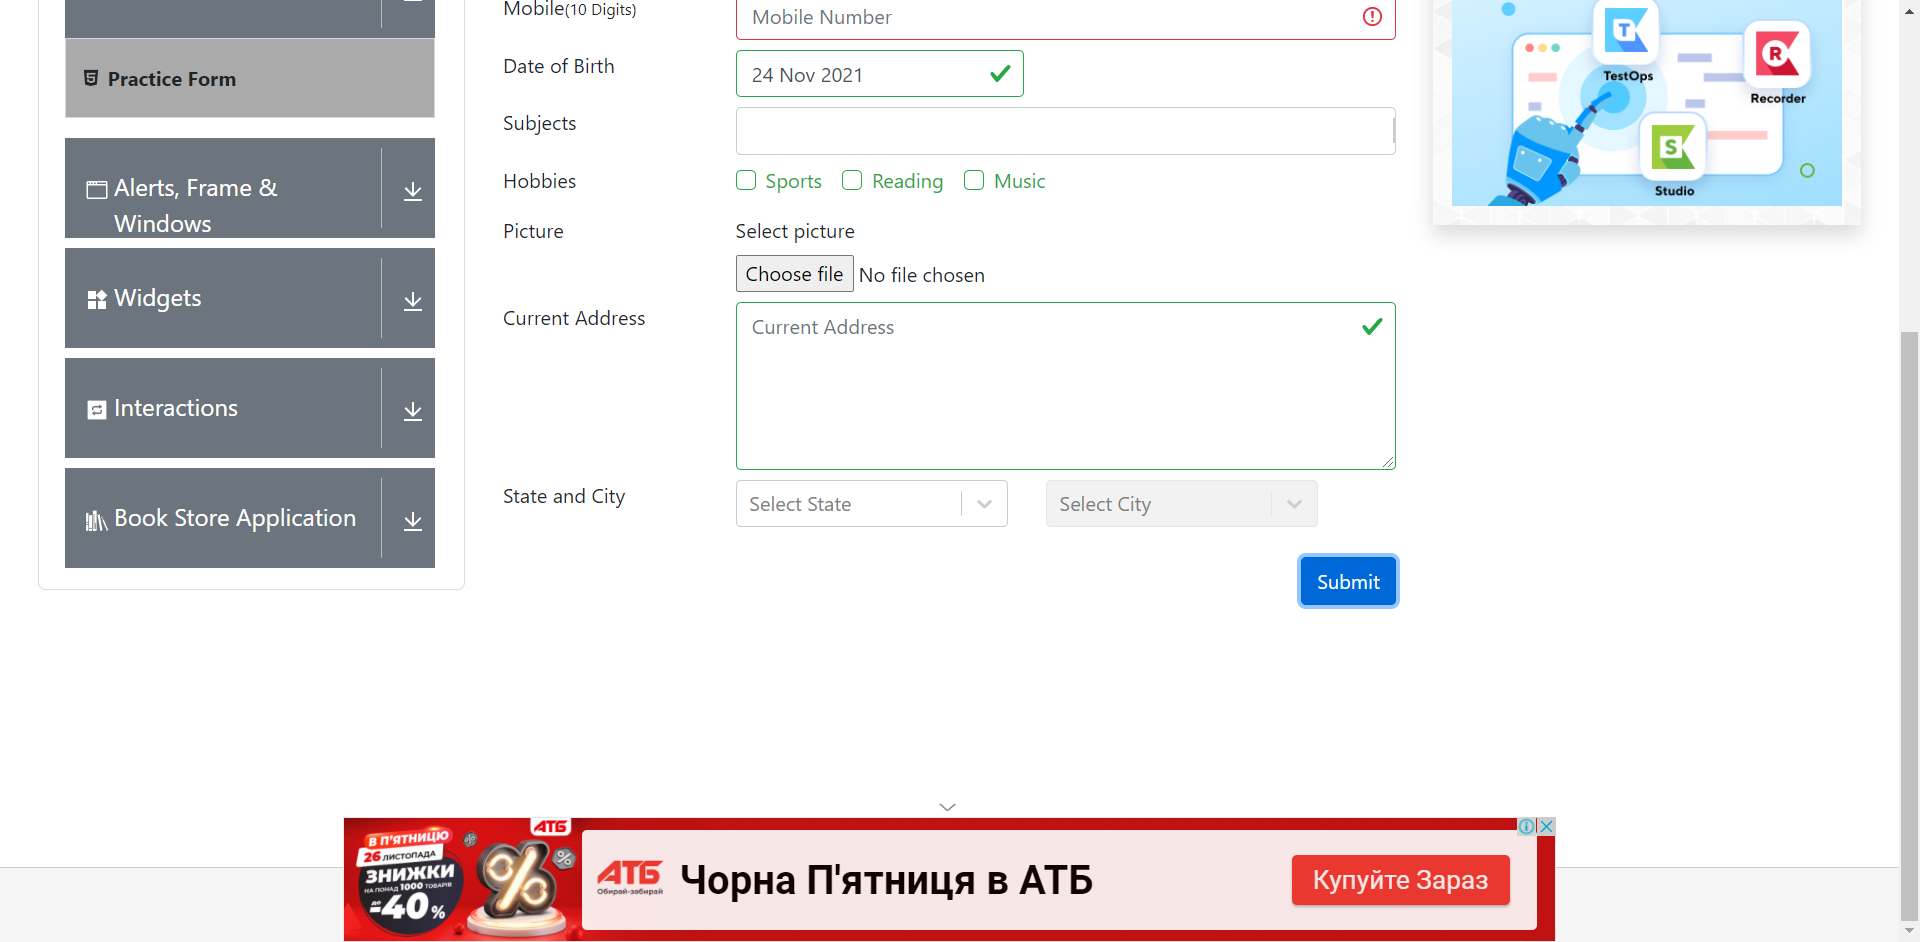 Mobile(10 Digits)
Mobile Number
Practice Form
Date of Birth
24 Nov 2021
Subjects
Hobbies
Sports Reading Music
Picture
Select picture
Choose file No file chosen
Current Address
Current Address
State and City
Select State
Select City
Submit
Alerts, Frame &
Windows
Widgets
Interactions
Book Store Application
T
TestOps
R
Recorder
S
Studio
В П'ЯТНИЦЮ
26 ЛИСТОПАДА
ЗНИЖКИ
НА ПОНАД 1000 ТОВАРІВ
ДО
-40%
АТБ
АТБ
Обирай-забирай
Чорна П'ятниця в АТБ
Купуйте Зараз